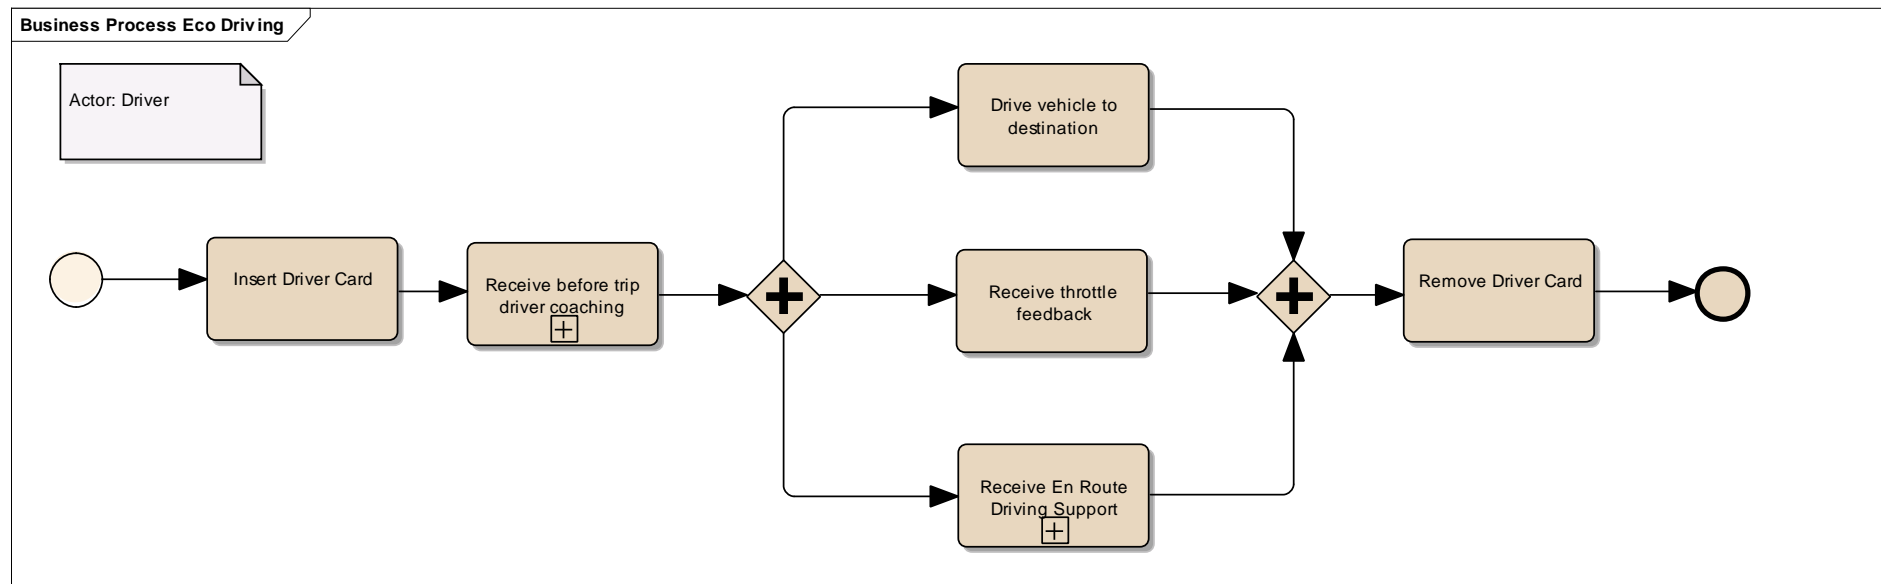 Business Process Eco Driving
Actor: Driver
Insert Driver Card
Receive before trip
driver coaching
Drive vehicle to
destination
Receive throttle
feedback
Receive En Route
Driving Support
Remove Driver Card